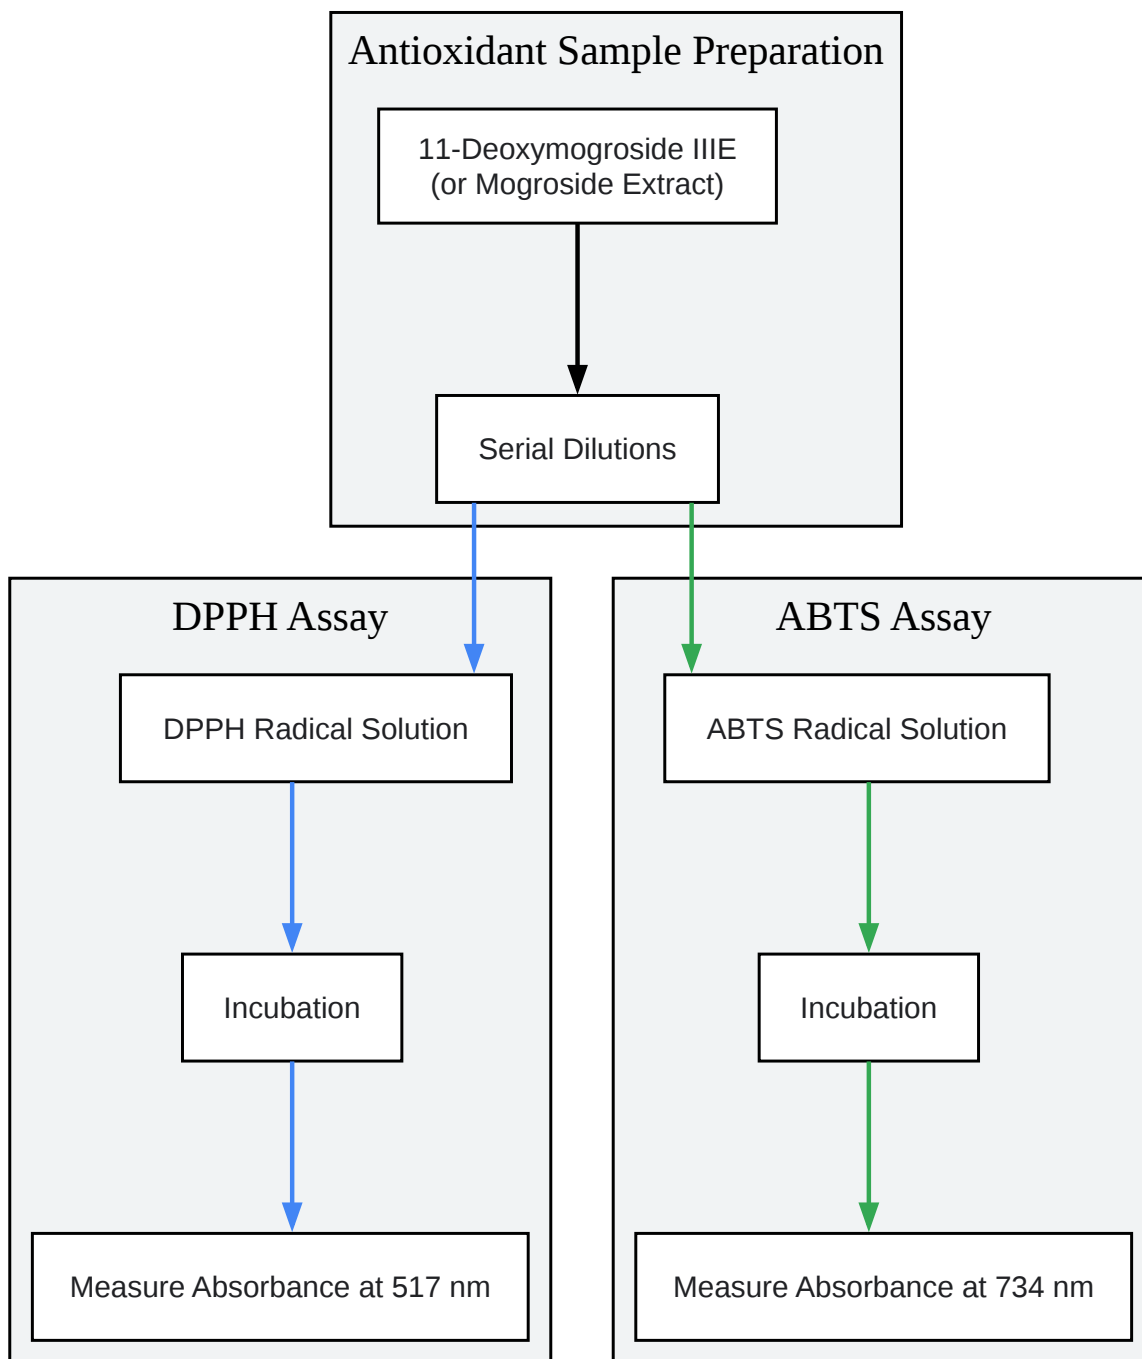 Antioxidant Sample Preparation
11-Deoxymogroside IIIE
(or Mogroside Extract)
Serial Dilutions
DPPH Assay
DPPH Radical Solution
Incubation
Measure Absorbance at 517 nm
ABTS Assay
ABTS Radical Solution
Incubation
Measure Absorbance at 734 nm